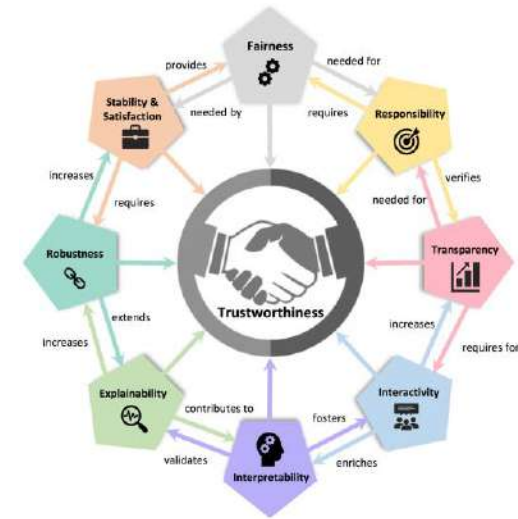 Fairness
provides
needed for
Stability &
Satisfaction
needed by
requires
Responsibility
increases
requires
needed for
verifies
Robustness
Transparency
Trustworthiness
extends
increases
increases
requires for
Explainability
Interactivity
contributes to
fosters
validates
enriches
Interpretability